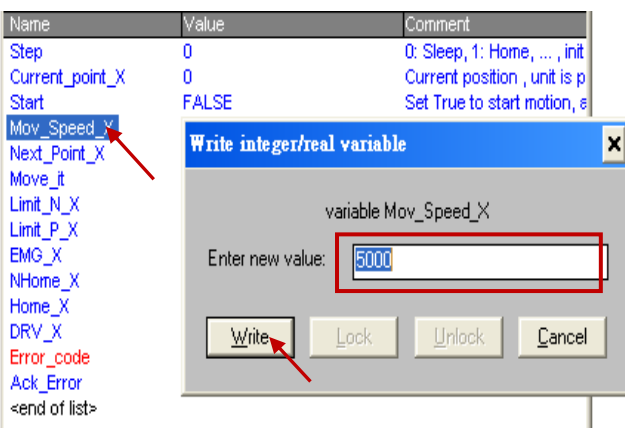 Name Value Comment
Step 0 0: Sleep, 1: Home, ... , init
Current_point_X 0 Current position , unit is p
Start FALSE Set True to start motion, a
Mov_Speed_X
Next_Point_X
Move_it
Limit_N_X
Limit_P_X
EMG_X
NHome_X
Home_X
DRV_X
Error_code
Ack_Error
<end of list>
Write integer/real variable
variable Mov_Speed_X
Enter new value: 5000
Write Lock Unlock Cancel